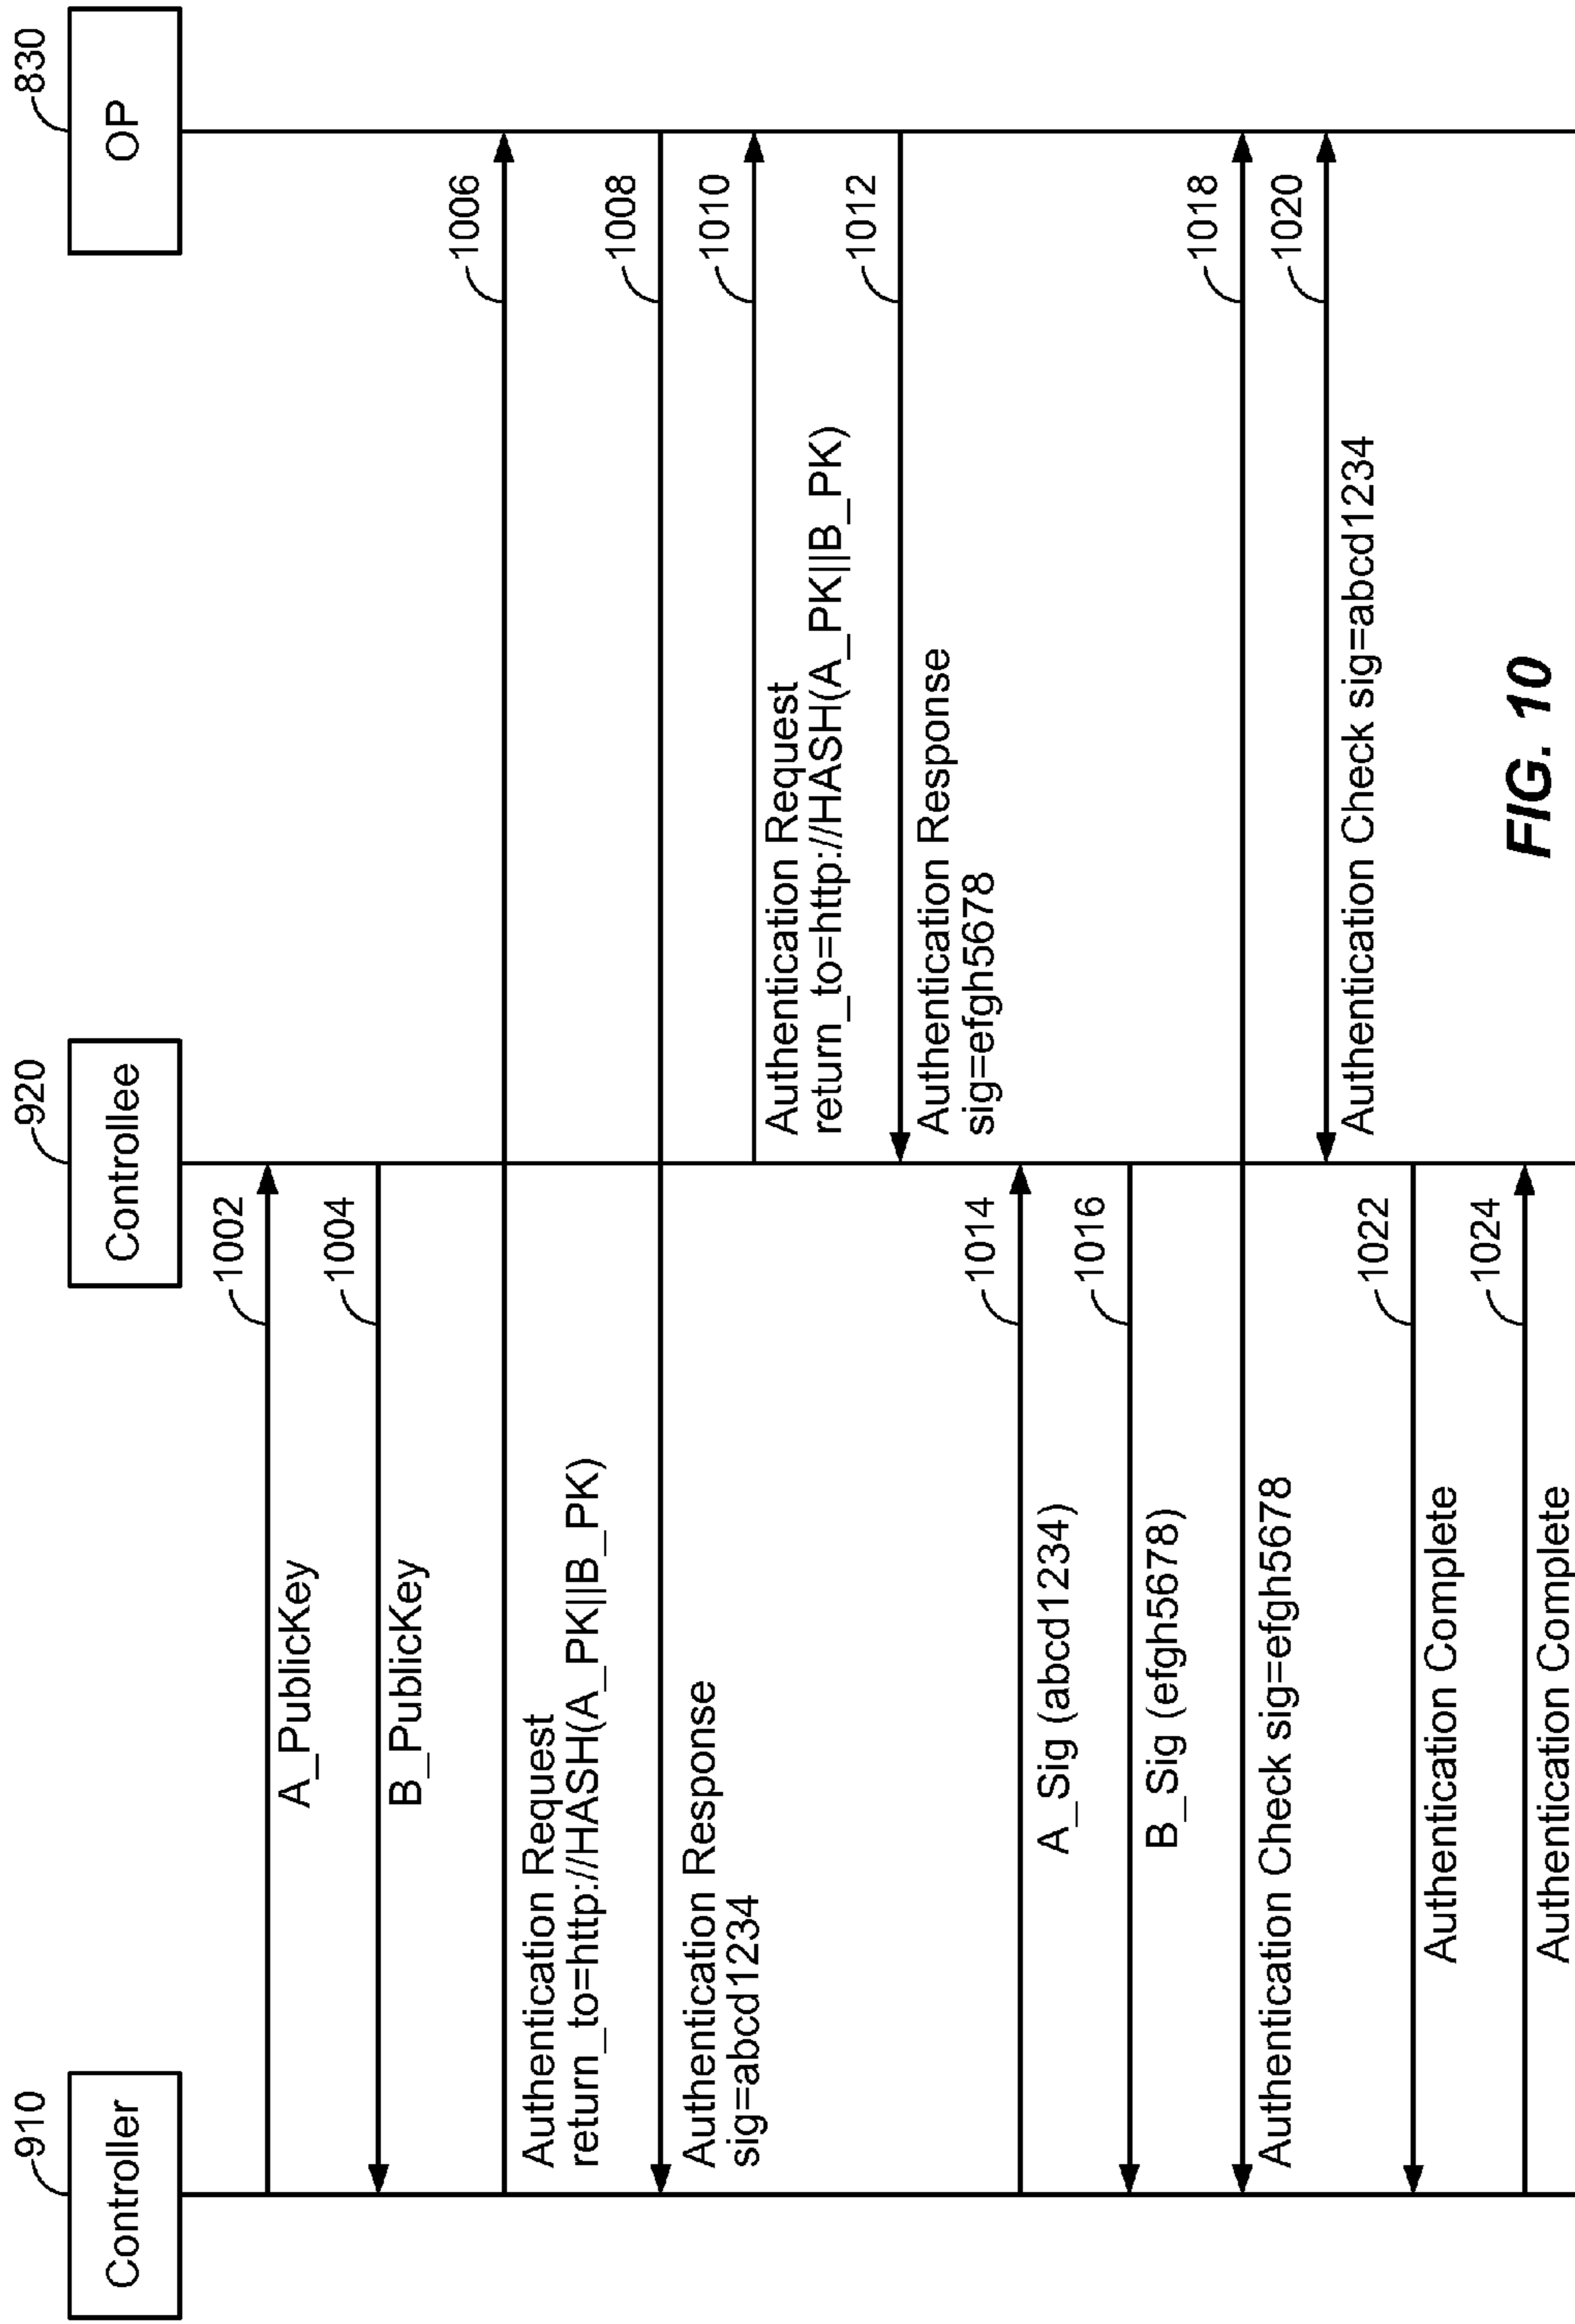 910
920
830
Controller
Controllee
OP
1002
A_PublicKey
1004
B_PublicKey
1006
Authentication Request
return_to=http://HASH(A_PK||B_PK)
1008
Authentication Response
sig=abcd1234
1010
Authentication Request
return_to=http://HASH(A_PK||B_PK)
1012
Authentication Response
sig=efgh5678
1014
A_Sig (abcd1234)
1016
B_Sig (efgh5678)
1018
Authentication Check sig=efgh5678
1020
Authentication Check sig=abcd1234
1022
Authentication Complete
1024
Authentication Complete
FIG. 10